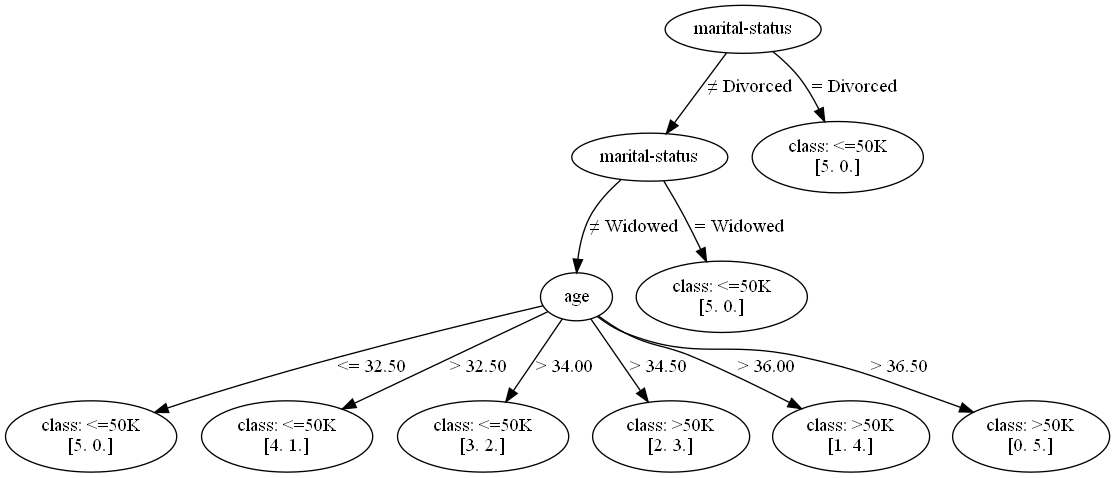 marital-status
≠ Divorced
= Divorced
marital-status
class: <=50K
[5. 0.]
≠ Widowed
= Widowed
age
class: <=50K
[5. 0.]
<= 32.50
> 32.50
> 34.00
> 34.50
> 36.00
> 36.50
class: <=50K
[5. 0.]
class: <=50K
[4. 1.]
class: <=50K
[3. 2.]
class: >50K
[2. 3.]
class: >50K
[1. 4.]
class: >50K
[0. 5.]